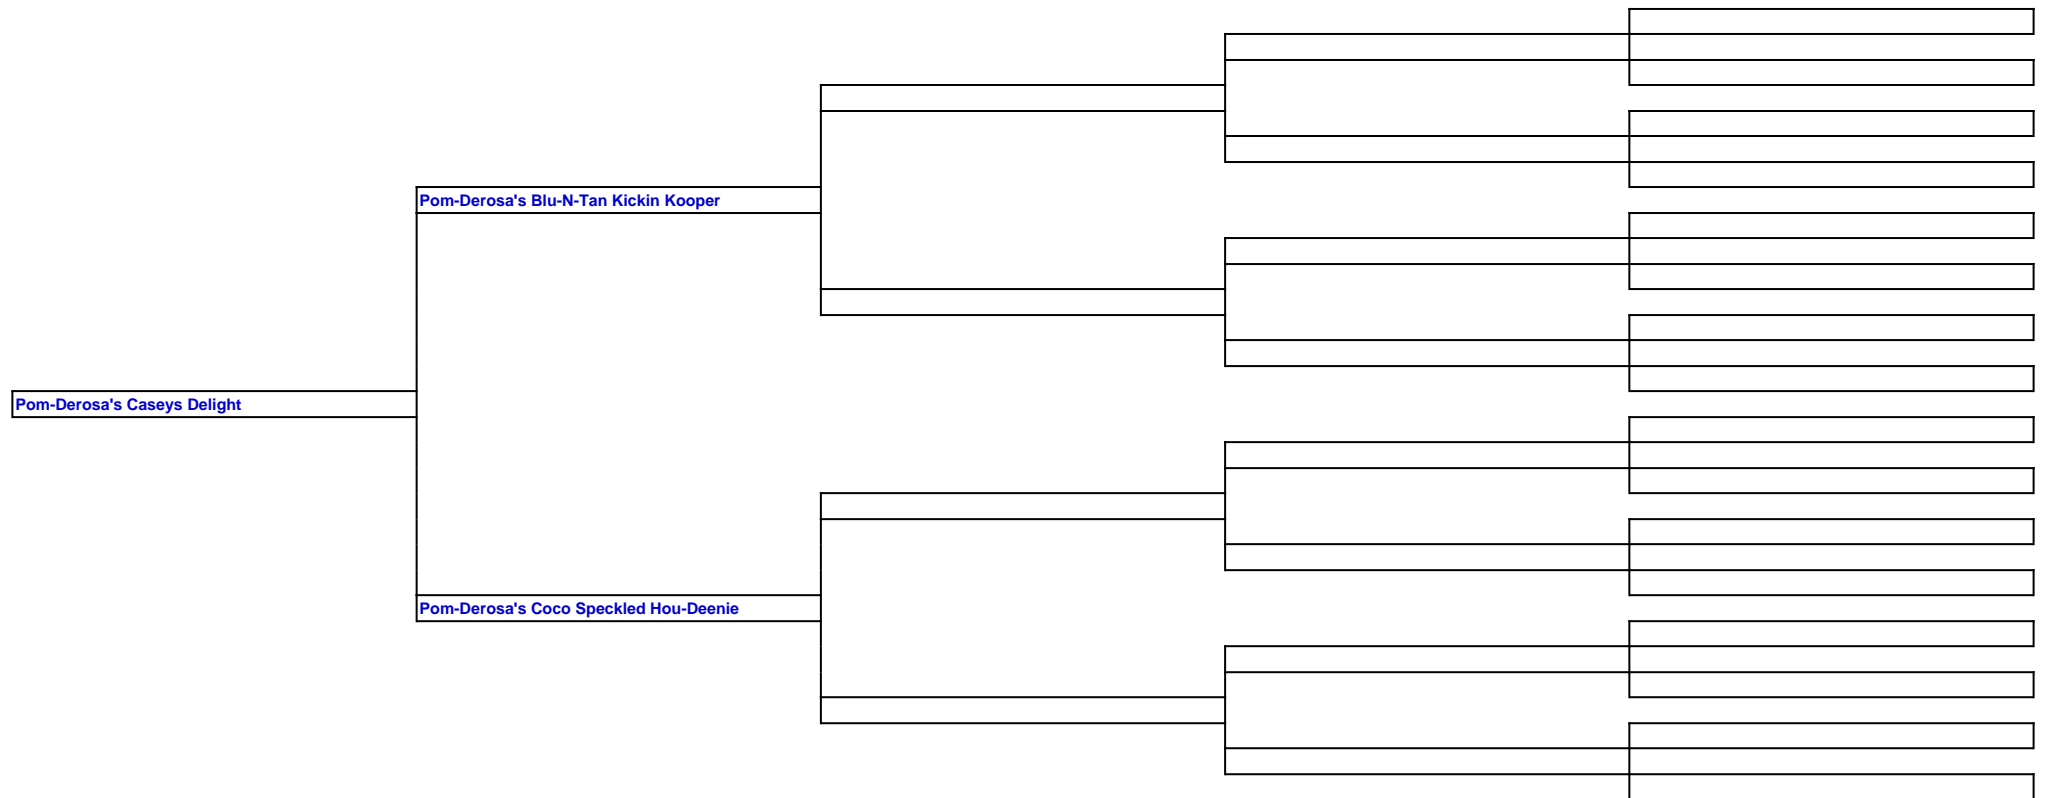 Pom-Derosa's Blu-N-Tan Kickin Kooper
Pom-Derosa's Caseys Delight
Pom-Derosa's Coco Speckled Hou-Deenie